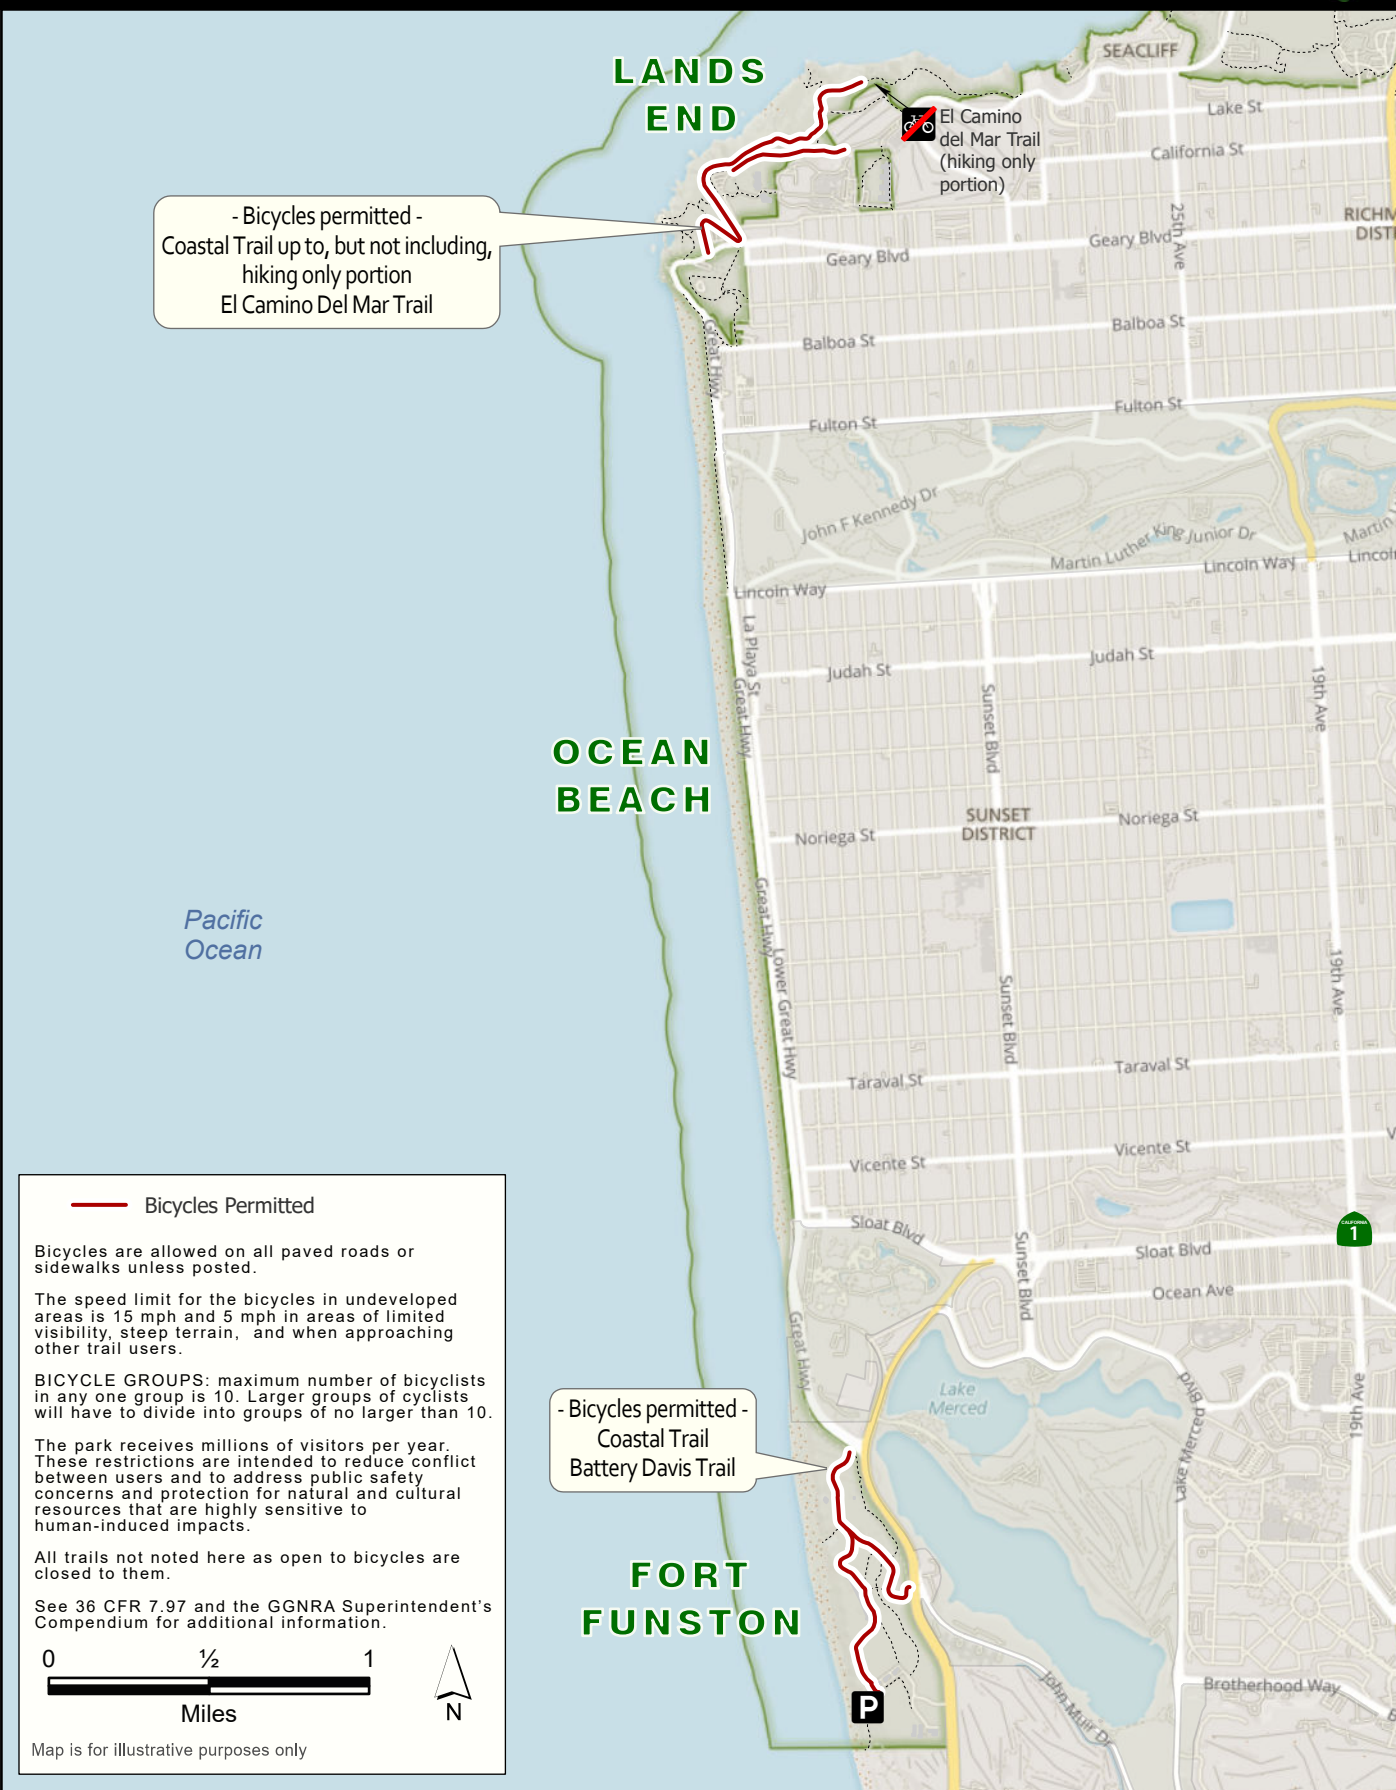 LANDS
END
SEACLIFF
Lake St
El Camino
del Mar Trail
(hiking only
portion)
California St
25th Ave
- Bicycles permitted -
Coastal Trail up to, but not including,
hiking only portion
El Camino Del Mar Trail
RICHM
DIST
Geary Blvd
Geary Blvd
Great Hwy
Balboa St
Balboa St
Fulton St
Fulton St
John F Kennedy Dr
Martin Luther King Junior Dr
Martin
Lincoln Way
Lincoln Way
Lincol
La Playa St
Great Hwy
Judah St
Judah St
Sunset Blvd
19th Ave
OCEAN
BEACH
SUNSET
DISTRICT
Noriega St
Noriega St
Great Hwy
Lower Great Hwy
Pacific
Ocean
Sunset Blvd
19th Ave
Taraval St
Taraval St
Vicente St
Vicente St
V
Sloat Blvd
Sloat Blvd
CALIFORNIA
1
Sunset Blvd
Ocean Ave
Great Hwy
Lake
Merced
Lake Merced Blvd
19th Ave
- Bicycles permitted -
Coastal Trail
Battery Davis Trail
FORT
FUNSTON
P
John Muir Dr
Brotherhood Way
B
Bicycles Permitted
Bicycles are allowed on all paved roads or
sidewalks unless posted.
The speed limit for the bicycles in undeveloped
areas is 15 mph and 5 mph in areas of limited
visibility, steep terrain, and when approaching
other trail users.
BICYCLE GROUPS: maximum number of bicyclists
in any one group is 10. Larger groups of cyclists
will have to divide into groups of no larger than 10.
The park receives millions of visitors per year.
These restrictions are intended to reduce conflict
between users and to address public safety
concerns and protection for natural and cultural
resources that are highly sensitive to
human-induced impacts.
All trails not noted here as open to bicycles are
closed to them.
See 36 CFR 7.97 and the GGNRA Superintendent's
Compendium for additional information.
0 ½ 1
Miles
N
Map is for illustrative purposes only